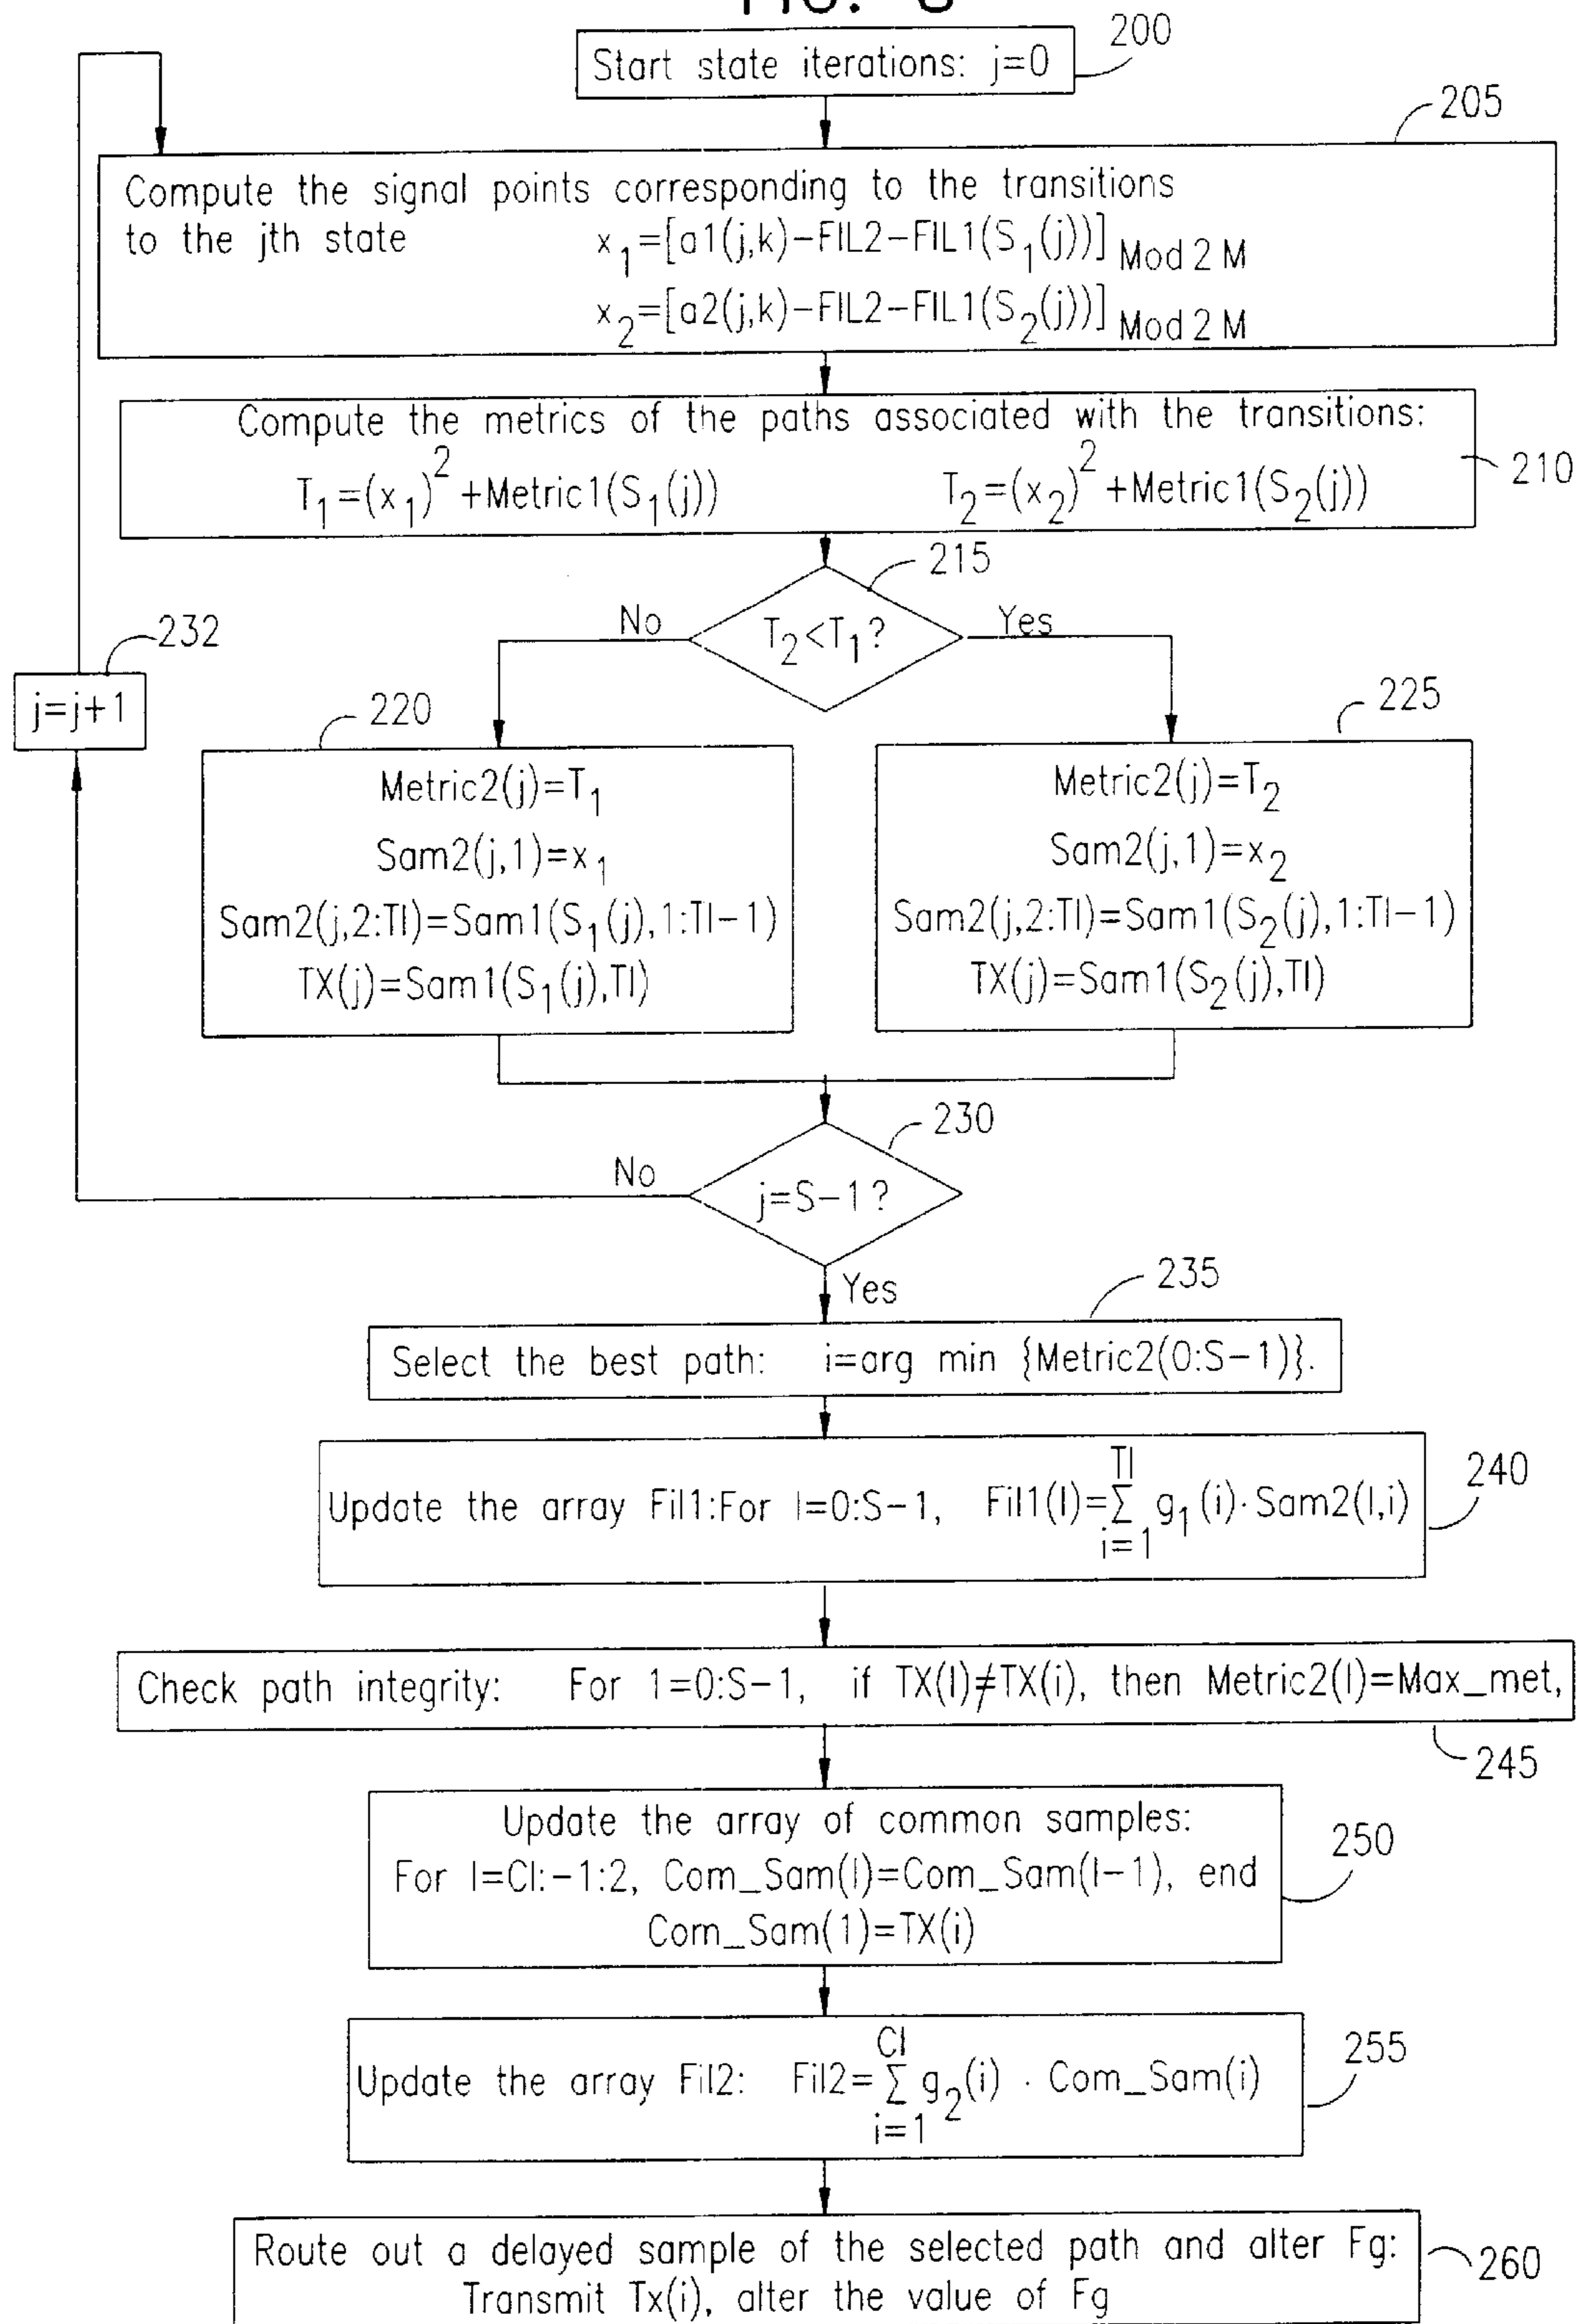 Start state iterations: j=0
200
205
Compute the signal points corresponding to the transitions
to the jth state x1=[a1(j,k)-FIL2-FIL1(S1(j))] Mod 2 M
x2=[a2(j,k)-FIL2-FIL1(S2(j))] Mod 2 M
Compute the metrics of the paths associated with the transitions:
T1=(x1)^2+Metric1(S1(j)) T2=(x2)^2+Metric1(S2(j))
210
215
No
T2<T1?
Yes
232
j=j+1
220
Metric2(j)=T1
Sam2(j,1)=x1
Sam2(j,2:Tl)=Sam1(S1(j),1:Tl-1)
TX(j)=Sam1(S1(j),Tl)
225
Metric2(j)=T2
Sam2(j,1)=x2
Sam2(j,2:Tl)=Sam1(S2(j),1:Tl-1)
TX(j)=Sam1(S2(j),Tl)
230
No
j=S-1?
Yes
235
Select the best path: i=arg min {Metric2(0:S-1)}.
Update the array Fil1:For l=0:S-1, Fil1(l)=Σ(i=1, Tl) g1(i)·Sam2(l,i)
240
Check path integrity: For 1=0:S-1, if TX(l)≠TX(i), then Metric2(l)=Max_met,
245
Update the array of common samples:
For l=Cl:-1:2, Com_Sam(l)=Com_Sam(l-1), end
Com_Sam(1)=TX(i)
250
Update the array Fil2: Fil2=Σ(i=1, Cl) g2(i) · Com_Sam(i)
255
Route out a delayed sample of the selected path and alter Fg:
Transmit Tx(i), alter the value of Fg
260